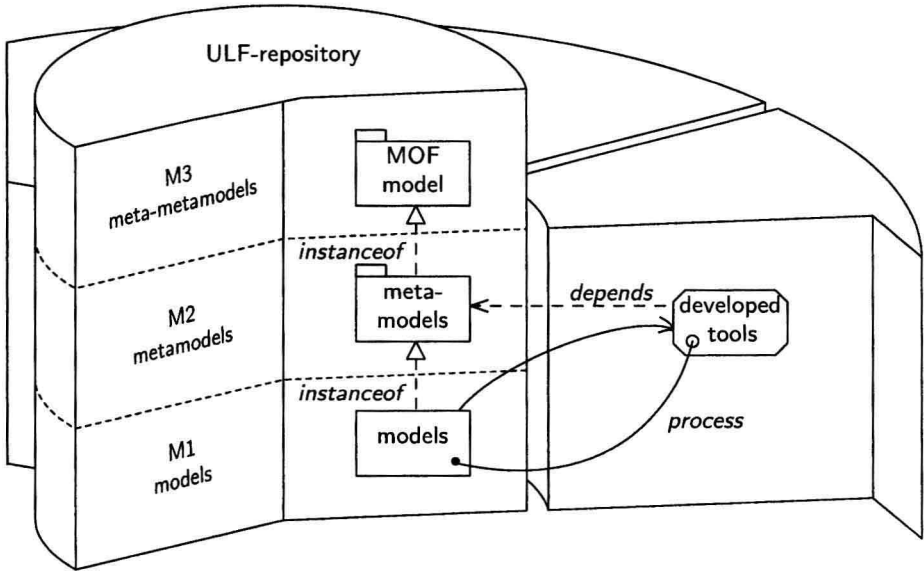 ULF-repository
M3
meta-metamodels
MOF
model
instanceof
M2
metamodels
meta-
models
depends
developed
tools
instanceof
M1
models
models
process